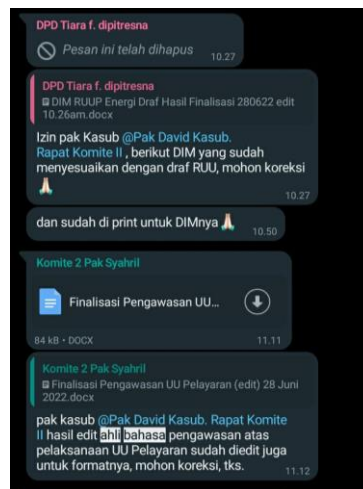 DPD Tiara f. dipitresna
Pesan ini telah dihapus
10.27
DPD Tiara f. dipitresna
DIM RUUP Energi Draf Hasil Finalisasi 280622 edit
10.26am.docx
Izin pak Kasub @Pak David Kasub.
Rapat Komite II , berikut DIM yang sudah
menyesuaikan dengan draf RUU, mohon koreksi
🙏🏻
10.27
dan sudah di print untuk DIMnya 🙏🏻
10.50
Komite 2 Pak Syahril
Finalisasi Pengawasan UU...
84 kB • DOCX
11.11
Komite 2 Pak Syahril
Finalisasi Pengawasan UU Pelayaran (edit) 28 Juni
2022.docx
pak kasub @Pak David Kasub. Rapat Komite
II hasil edit ahli bahasa pengawasan atas
pelaksanaan UU Pelayaran sudah diedit juga
untuk formatnya, mohon koreksi, tks.
11.12